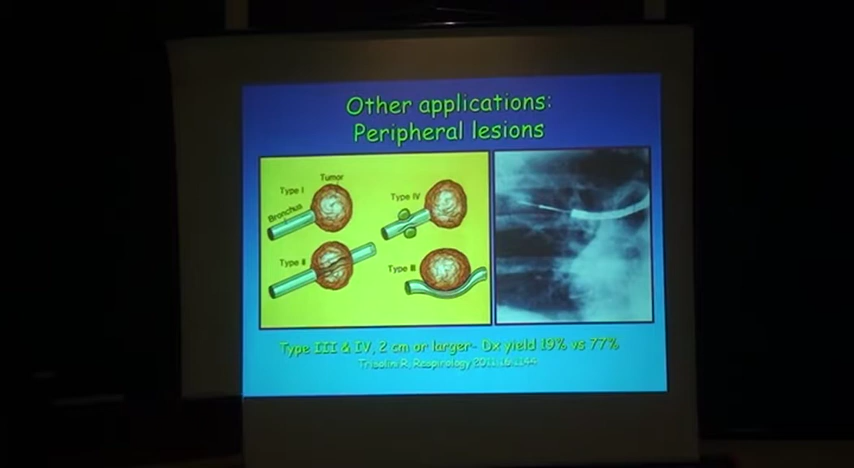 Other applications:
Peripheral lesions
Type I
Tumor
Bronchus
Type IV
Type II
Type III
Type III & IV, 2 cm or larger- Dx yield 19% vs 77%
Trisolini R, Respirology 2011;16:1144